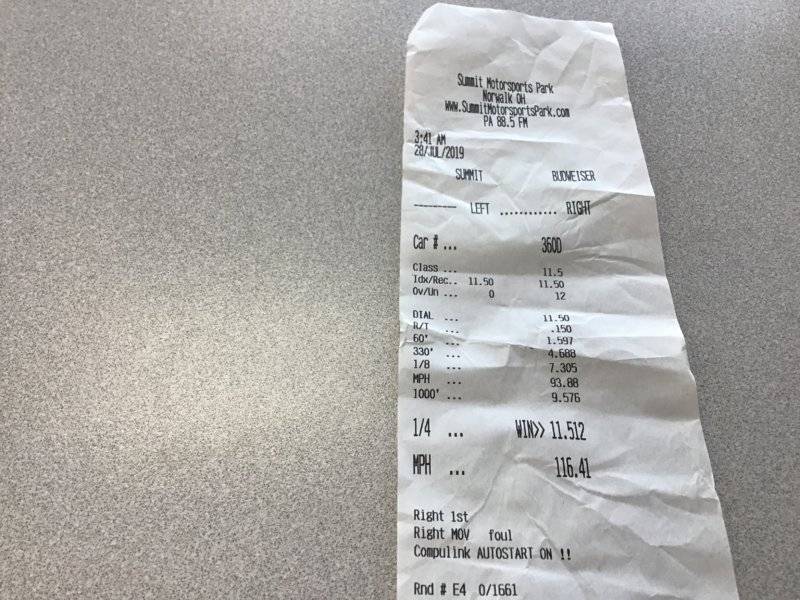 Summit Motorsports Park
Norwalk OH
WWW.SummitMotorsportsPark.com
PA 88.5 FM
3:41 AM
28/JUL/2019
SUMMIT BUDWEISER
--------- LEFT ............ RIGHT
Car # ... 360D
Class ... 11.5
Idx/Rec.. 11.50 11.50
Ov/Un ... 0 12
DIAL ... 11.50
R/T ... .150
60' ... 1.597
330' ... 4.688
1/8 ... 7.305
MPH ... 93.88
1000' ... 9.576
1/4 ... WIN>> 11.512
MPH ... 116.41
Right 1st
Right MOV foul
Compulink AUTOSTART ON !!
Rnd # E4 0/1661